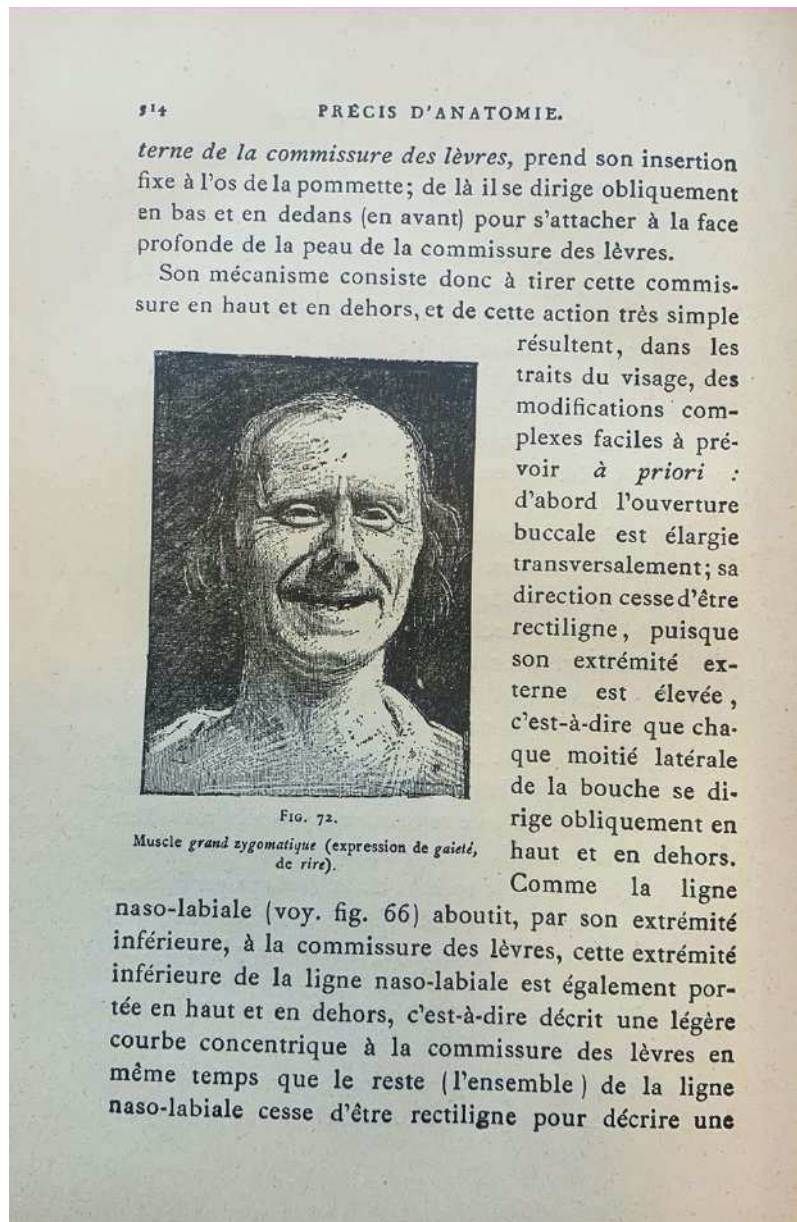 314
PRÉCIS D'ANATOMIE.
terne de la commissure des lèvres, prend son insertion
fixe à l'os de la pommette; de là il se dirige obliquement
en bas et en dedans (en avant) pour s'attacher à la face
profonde de la peau de la commissure des lèvres.
Son mécanisme consiste donc à tirer cette commis-
sure en haut et en dehors, et de cette action très simple
résultent, dans les
traits du visage, des
modifications com-
plexes faciles à pré-
voir à priori :
d'abord l'ouverture
buccale est élargie
transversalement; sa
direction cesse d'être
rectiligne, puisque
son extrémité ex-
terne est élevée,
c'est-à-dire que cha-
que moitié latérale
de la bouche se di-
rige obliquement en
haut et en dehors.
Comme la ligne
FIG. 72.
Muscle grand zygomatique (expression de gaieté,
de rire).
naso-labiale (voy. fig. 66) aboutit, par son extrémité
inférieure, à la commissure des lèvres, cette extrémité
inférieure de la ligne naso-labiale est également por-
tée en haut et en dehors, c'est-à-dire décrit une légère
courbe concentrique à la commissure des lèvres en
même temps que le reste (l'ensemble) de la ligne
naso-labiale cesse d'être rectiligne pour décrire une